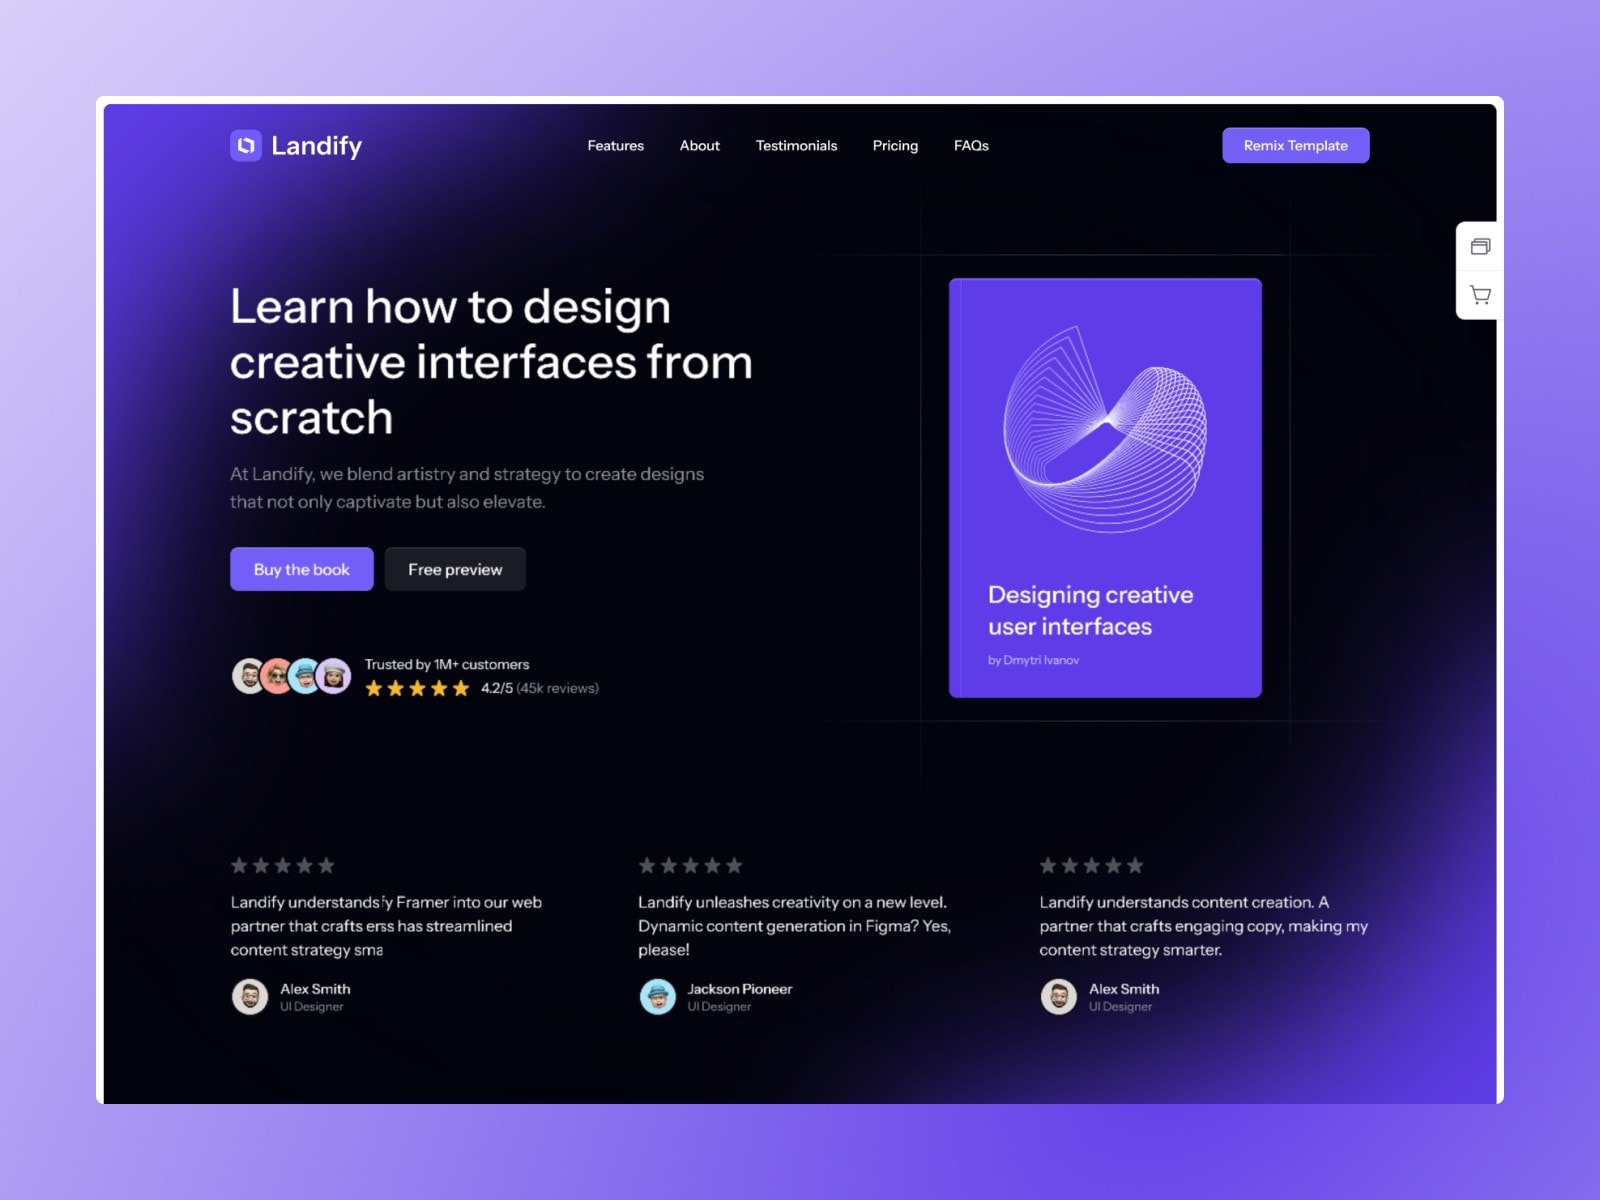 Landify
Features
About
Testimonials
Pricing
FAQs
Remix Template
Learn how to design
creative interfaces from
scratch
At Landify, we blend artistry and strategy to create designs
that not only captivate but also elevate.
Buy the book
Free preview
Trusted by 1M+ customers
4.2/5 (45k reviews)
Designing creative
user interfaces
by Dmytri Ivanov
Landify understands y Framer into our web
partner that crafts erss has streamlined
content strategy sma
Alex Smith
UI Designer
Landify unleashes creativity on a new level.
Dynamic content generation in Figma? Yes,
please!
Jackson Pioneer
UI Designer
Landify understands content creation. A
partner that crafts engaging copy, making my
content strategy smarter.
Alex Smith
UI Designer